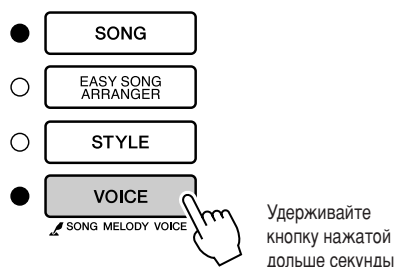 SONG
EASY SONG
ARRANGER
STYLE
VOICE
SONG MELODY VOICE
Удерживайте
кнопку нажатой
дольше секунды